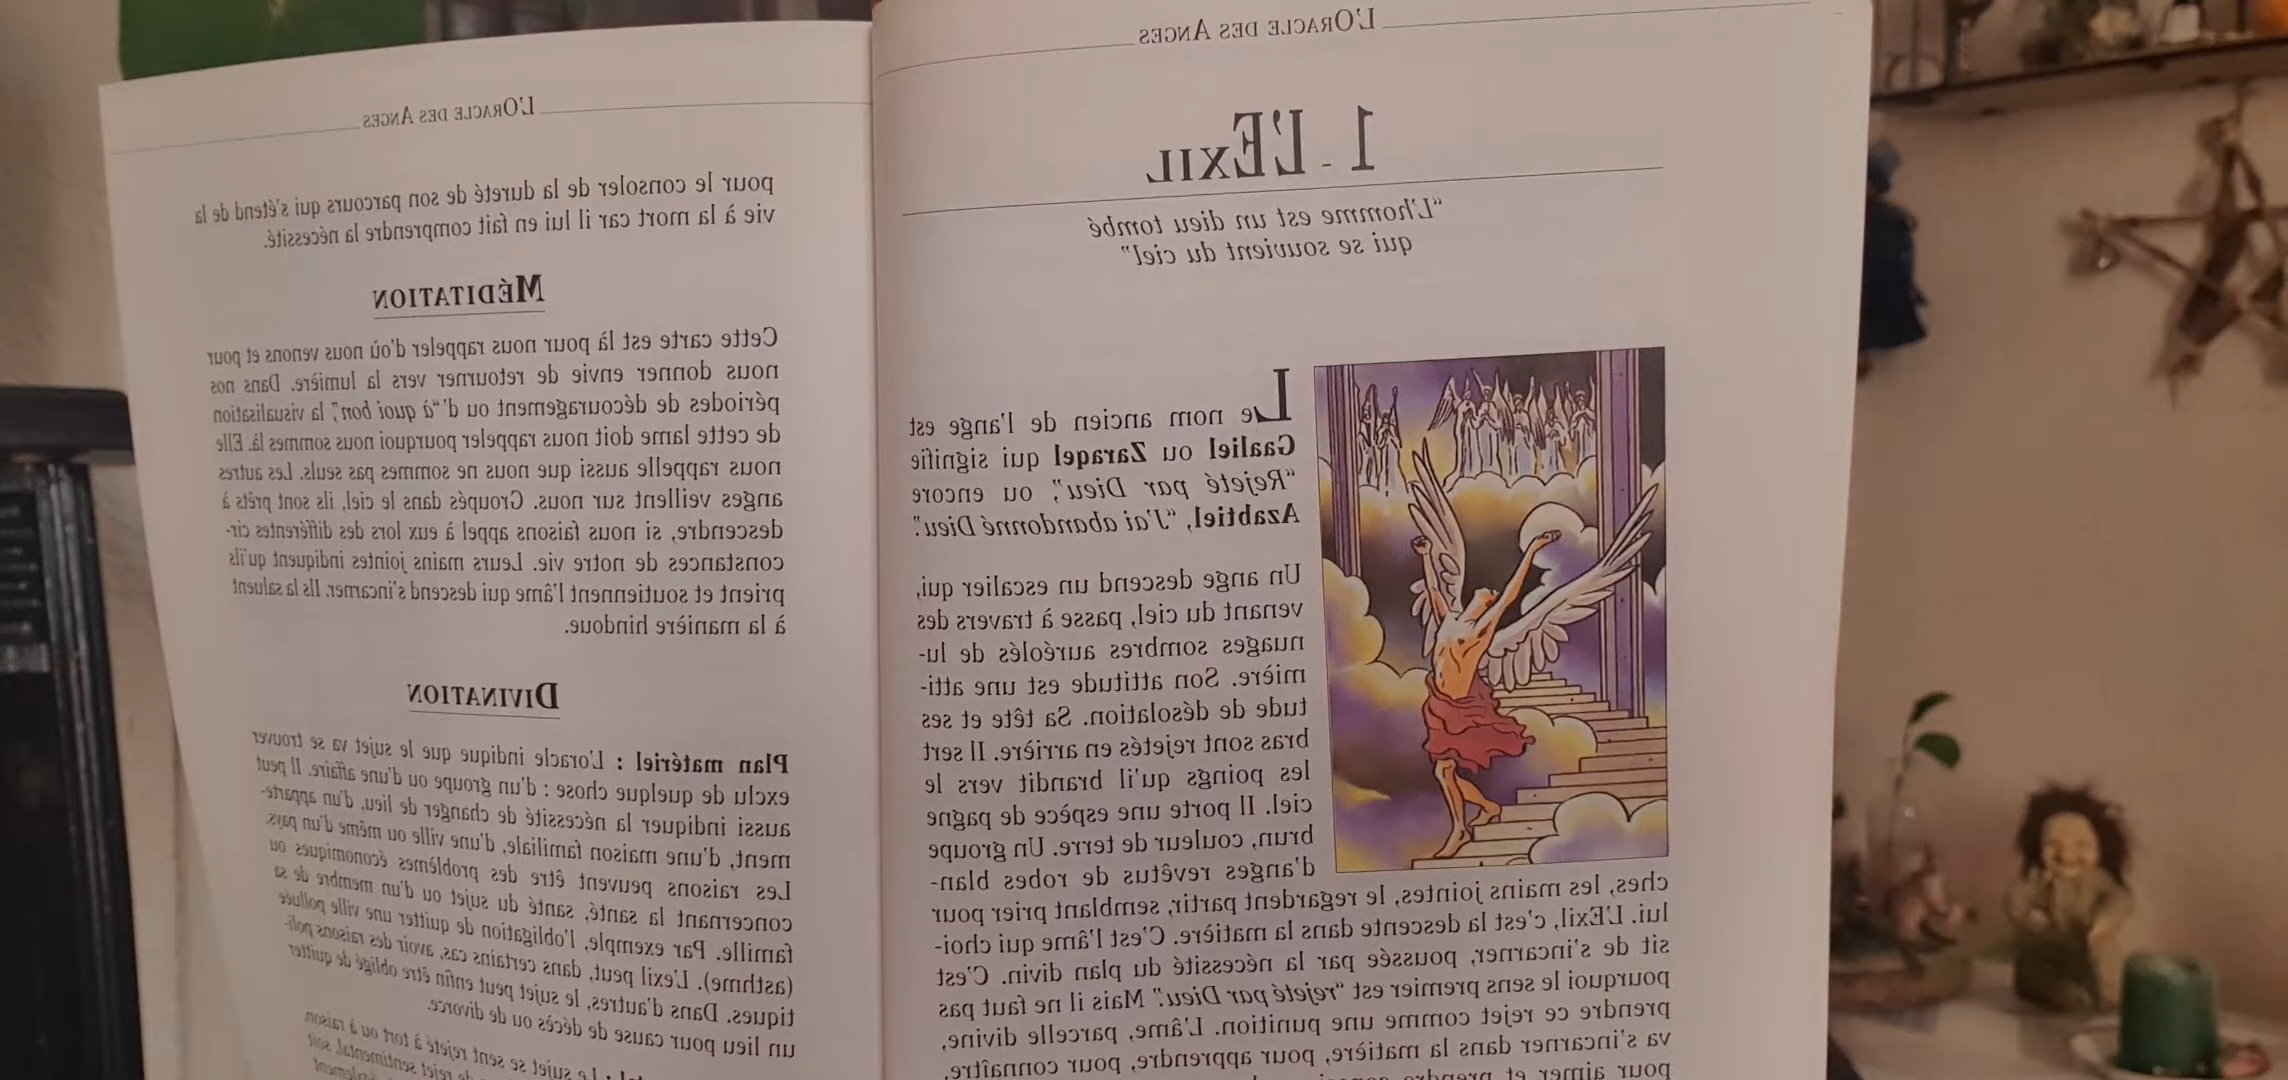 L'ORACLE DES ANGES
1 - L'EXIL
“L'homme est un dieu tombé
qui se souvient du ciel”
Le nom ancien de l'ange est
Gaaliel ou Zaraqel qui signifie
“Rejeté par Dieu”, ou encore
Azabtiel, “J'ai abandonné Dieu”.
Un ange descend un escalier qui,
venant du ciel, passe à travers des
nuages sombres auréolés de lu-
mière. Son attitude est une atti-
tude de désolation. Sa tête et ses
bras sont rejetés en arrière. Il sert
les poings qu'il brandit vers le
ciel. Il porte une espèce de pagne
brun, couleur de terre. Un groupe
d'anges revêtus de robes blan-
ches, les mains jointes, le regardent partir, semblant prier pour
lui. L'Exil, c'est la descente dans la matière. C'est l'âme qui choi-
sit de s'incarner, poussée par la nécessité du plan divin. C'est
pourquoi le sens premier est “rejeté par Dieu”. Mais il ne faut pas
prendre ce rejet comme une punition. L'âme, parcelle divine,
va s'incarner dans la matière, pour apprendre, pour connaître,
pour aimer et prendre
L'ORACLE DES ANGES
pour le consoler de la dureté de son parcours qui s'étend de la
vie à la mort car il lui en fait comprendre la nécessité.
MÉDITATION
Cette carte est là pour nous rappeler d'où nous venons et pour
nous donner envie de retourner vers la lumière. Dans nos
périodes de découragement ou d'“à quoi bon”, la visualisation
de cette lame doit nous rappeler pourquoi nous sommes là. Elle
nous rappelle aussi que nous ne sommes pas seuls. Les autres
anges veillent sur nous. Groupés dans le ciel, ils sont prêts à
descendre, si nous faisons appel à eux lors des différentes cir-
constances de notre vie. Leurs mains jointes indiquent qu'ils
prient et soutiennent l'âme qui descend s'incarner. Ils la saluent
à la manière hindoue.
DIVINATION
Plan matériel : L'oracle indique que le sujet va se trouver
exclu de quelque chose : d'un groupe ou d'une affaire. Il peut
aussi indiquer la nécessité de changer de lieu, d'un apparte-
ment, d'une maison familiale, d'une ville ou même d'un pays.
Les raisons peuvent être des problèmes économiques ou
concernant la santé, santé du sujet ou d'un membre de sa
famille. Par exemple, l'obligation de quitter une ville polluée
(asthme). L'exil peut, dans certains cas, avoir des raisons poli-
tiques. Dans d'autres, le sujet peut enfin être obligé de quitter
un lieu pour cause de décès ou de divorce.
: Le sujet se sent rejeté à tort ou à raison.
de rejet sentimental, soit